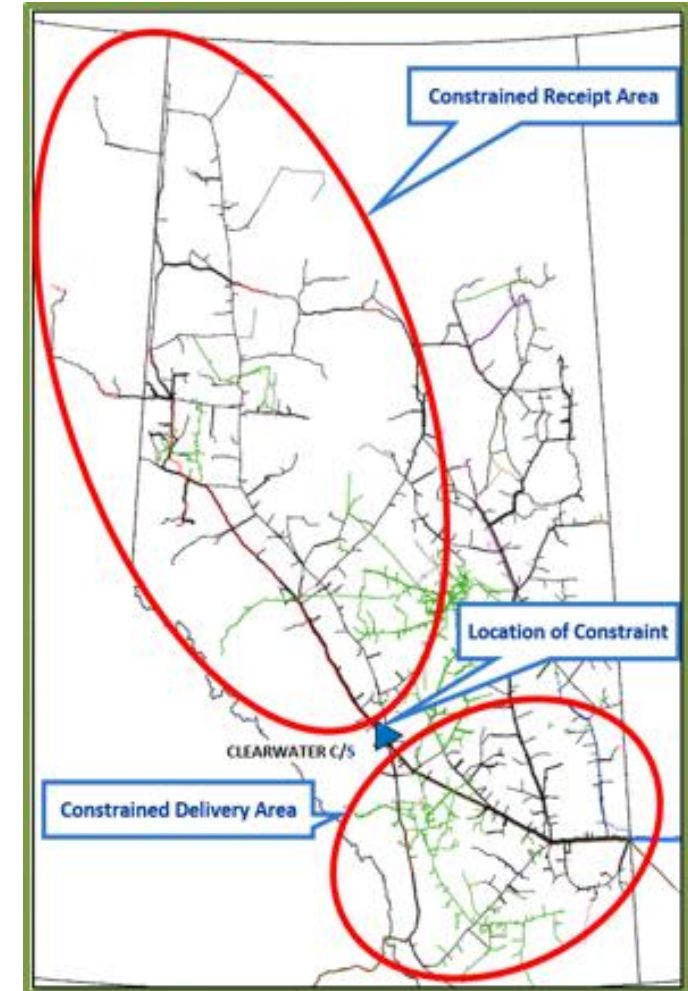 Constrained Receipt Area
Location of Constraint
CLEARWATER C/S
Constrained Delivery Area